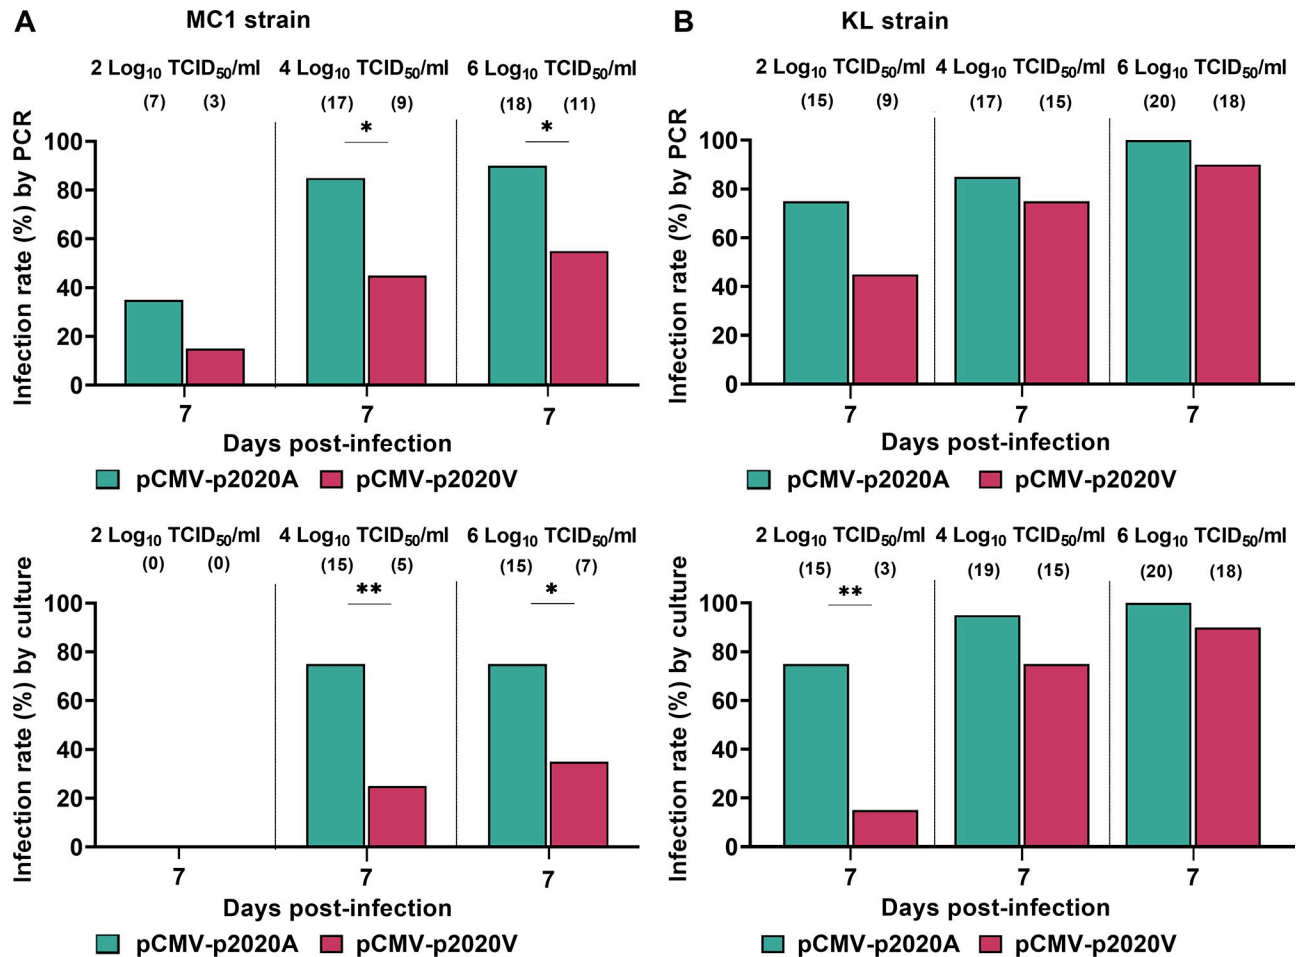 A
MC1 strain
2 Log10 TCID50/ml 4 Log10 TCID50/ml 6 Log10 TCID50/ml
(7) (3) (17) (9) (18) (11)
* *
Infection rate (%) by PCR
100
80
60
40
20
0
7 7 7
Days post-infection
pCMV-p2020A pCMV-p2020V
2 Log10 TCID50/ml 4 Log10 TCID50/ml 6 Log10 TCID50/ml
(0) (0) (15) (5) (15) (7)
** *
Infection rate (%) by culture
100
80
60
40
20
0
7 7 7
Days post-infection
pCMV-p2020A pCMV-p2020V
B
KL strain
2 Log10 TCID50/ml 4 Log10 TCID50/ml 6 Log10 TCID50/ml
(15) (9) (17) (15) (20) (18)
Infection rate (%) by PCR
100
80
60
40
20
0
7 7 7
Days post-infection
pCMV-p2020A pCMV-p2020V
2 Log10 TCID50/ml 4 Log10 TCID50/ml 6 Log10 TCID50/ml
(15) (3) (19) (15) (20) (18)
**
Infection rate (%) by culture
100
80
60
40
20
0
7 7 7
Days post-infection
pCMV-p2020A pCMV-p2020V